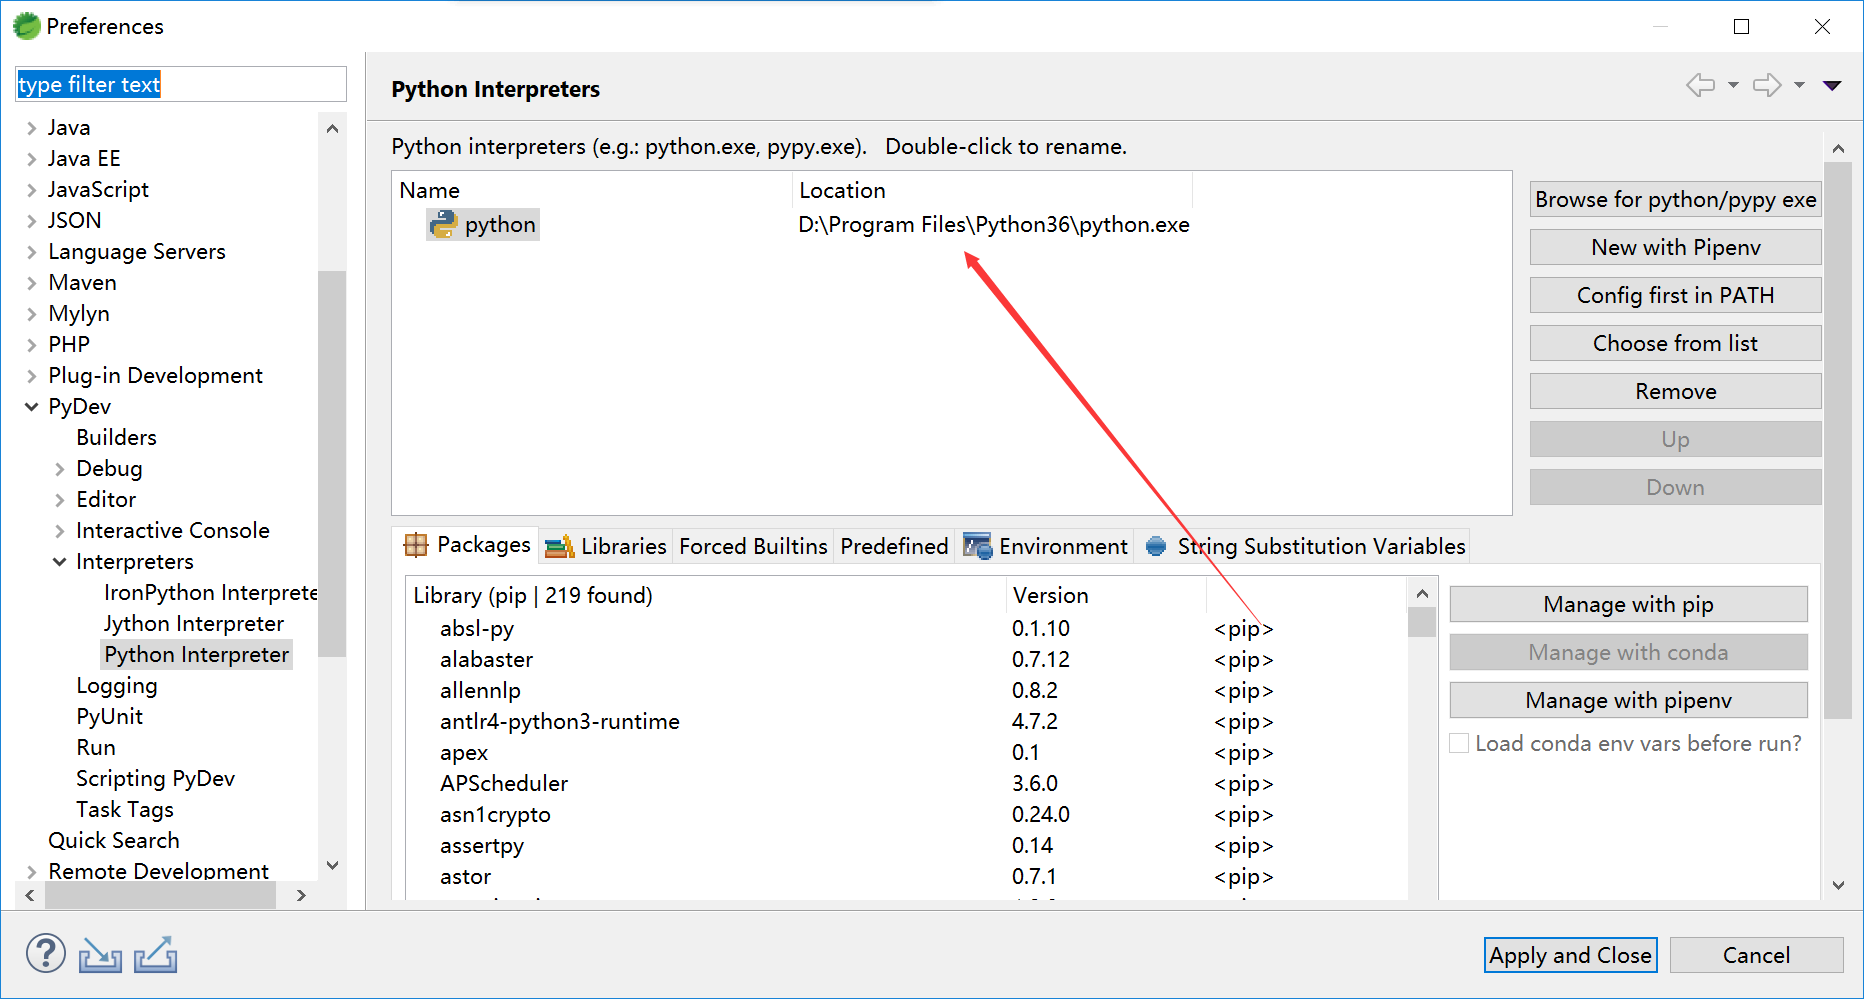 Preferences
type filter text
Java
Java EE
JavaScript
JSON
Language Servers
Maven
Mylyn
PHP
Plug-in Development
PyDev
Builders
Debug
Editor
Interactive Console
Interpreters
IronPython Interprete
Jython Interpreter
Python Interpreter
Logging
PyUnit
Run
Scripting PyDev
Task Tags
Quick Search
Remote Development
Python Interpreters
Python interpreters (e.g.: python.exe, pypy.exe).   Double-click to rename.
Name Location
python D:\Program Files\Python36\python.exe
Browse for python/pypy exe
New with Pipenv
Config first in PATH
Choose from list
Remove
Up
Down
Packages Libraries Forced Builtins Predefined Environment String Substitution Variables
Library (pip | 219 found) Version
absl-py 0.1.10 <pip>
alabaster 0.7.12 <pip>
allennlp 0.8.2 <pip>
antlr4-python3-runtime 4.7.2 <pip>
apex 0.1 <pip>
APScheduler 3.6.0 <pip>
asn1crypto 0.24.0 <pip>
assertpy 0.14 <pip>
astor 0.7.1 <pip>
Manage with pip
Manage with conda
Manage with pipenv
Load conda env vars before run?
Apply and Close Cancel